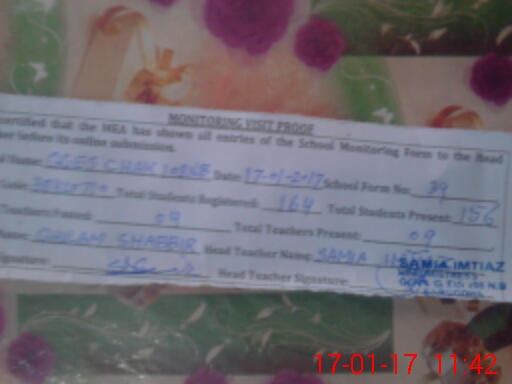 MONITORING VISIT PROOF
certified that the MEA has shown all entries of the School Monitoring Form to the Head
before its online submission.
Name: GGES CHAK Date: 17-01-2017 School Form No: 39
Total Students Registered: 164 Total Students Present: 156
Teachers Posted: 09 Total Teachers Present: 09
Name: GHULAM SHABBIR Head Teacher Name: SAMIA
SAMIA IMTIAZ
Signature: Head Teacher Signature:
17-01-17 11:42